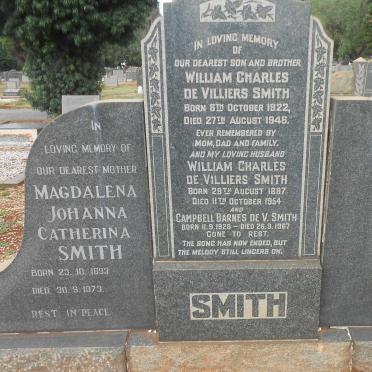 IN
LOVING MEMORY OF
OUR DEAREST MOTHER
MAGDALENA
JOHANNA
CATHERINA
SMITH
BORN 23.10.1893
DIED 30.9.1973.
REST IN PEACE
IN LOVING MEMORY
OF
OUR DEAREST SON AND BROTHER
WILLIAM CHARLES
DE VILLIERS SMITH
BORN 6TH OCTOBER 1922,
DIED 27TH AUGUST 1946,
EVER REMEMBERED BY
MOM, DAD AND FAMILY.
AND MY LOVING HUSBAND
WILLIAM CHARLES
DE VILLIERS SMITH
BORN 29TH AUGUST 1887
DIED 11TH OCTOBER 1954
AND
CAMPBELL BARNES DE V. SMITH
BORN 11.9.1928 - DIED 26.9.1967
GONE TO REST.
THE SONG HAS NOW ENDED, BUT
THE MELODY STILL LINGERS ON.
SMITH